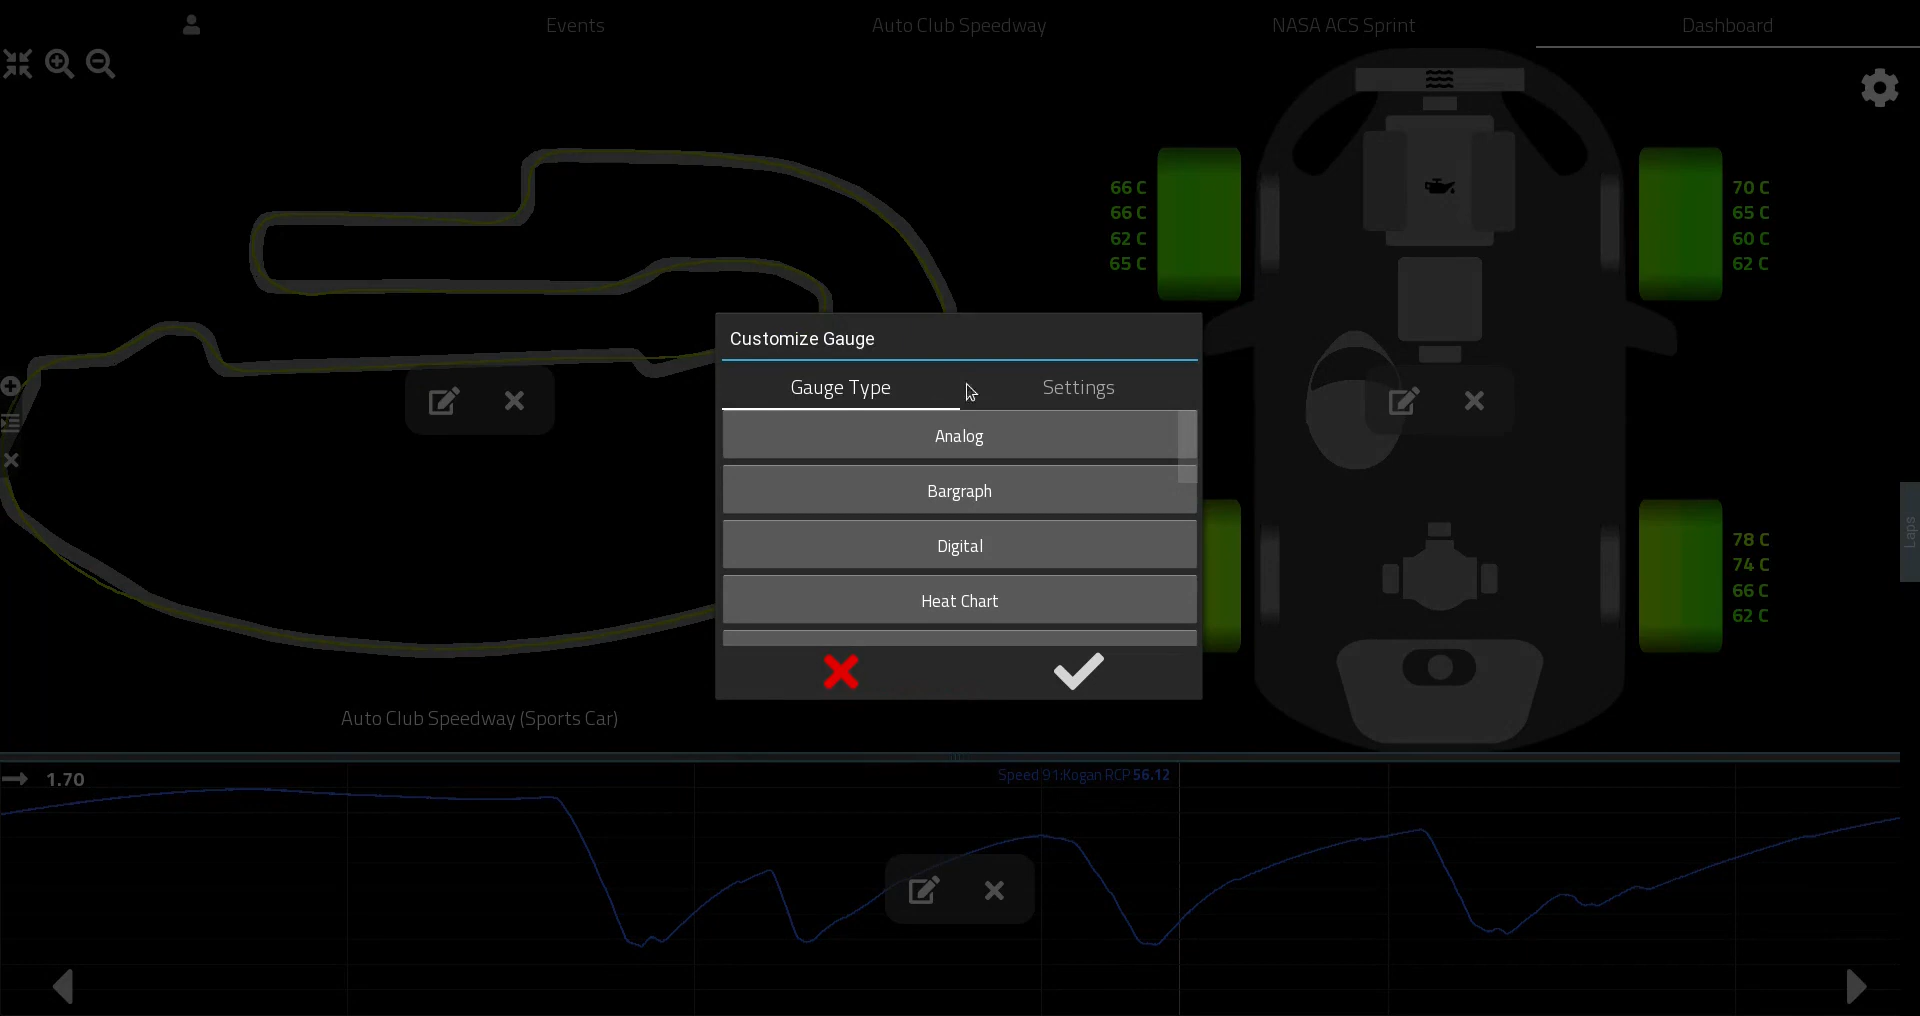 Events
Auto Club Speedway
NASA ACS Sprint
Dashboard
66 C
66 C
62 C
65 C
70 C
65 C
60 C
62 C
Customize Gauge
Gauge Type
Settings
Analog
Bargraph
Digital
Heat Chart
78 C
74 C
66 C
62 C
Laps
Auto Club Speedway (Sports Car)
1.70
Speed 91:Kogan RCP 56.12